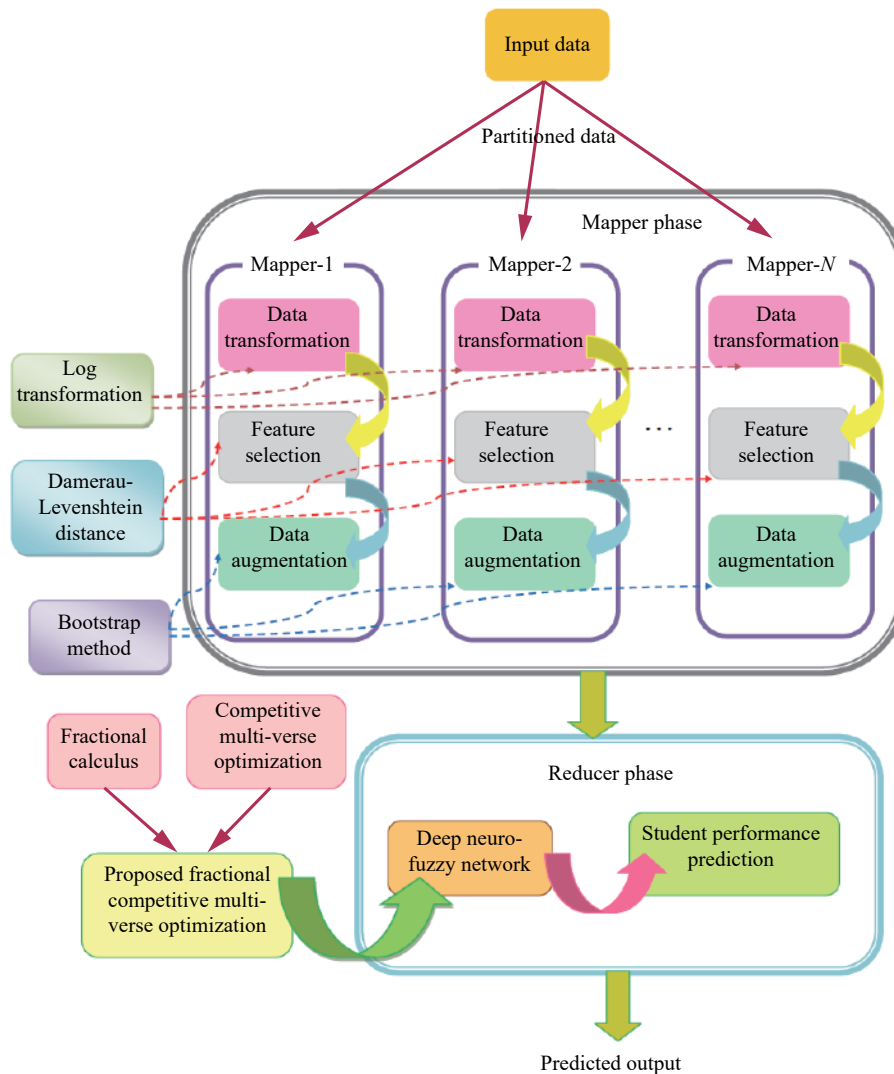 Input data
Partitioned data
Mapper phase
Mapper-1
Mapper-2
Mapper-N
Data
transformation
Data
transformation
Data
transformation
Log
transformation
Feature
selection
Feature
selection
...
Feature
selection
Damerau-
Levenshtein
distance
Data
augmentation
Data
augmentation
Data
augmentation
Bootstrap
method
Fractional
calculus
Competitive
multi-verse
optimization
Reducer phase
Deep neuro-
fuzzy network
Student performance
prediction
Proposed fractional
competitive multi-
verse optimization
Predicted output